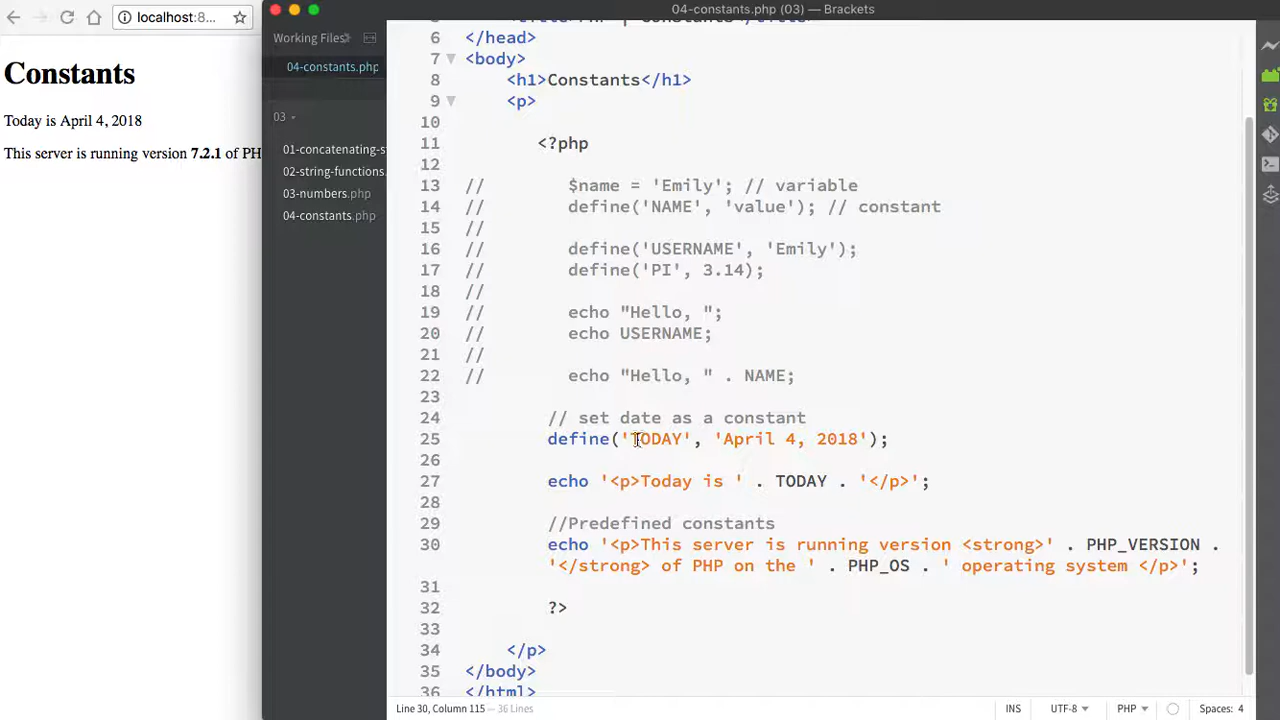 localhost:8...
Constants
Today is April 4, 2018
This server is running version 7.2.1 of PH
04-constants.php (03) — Brackets
Working Files
04-constants.php
03
01-concatenating-s
02-string-functions.
03-numbers.php
04-constants.php
6 </head>
7 <body>
8 <h1>Constants</h1>
9 <p>
10
11 <?php
12
13 // $name = 'Emily'; // variable
14 // define('NAME', 'value'); // constant
15 //
16 // define('USERNAME', 'Emily');
17 // define('PI', 3.14);
18 //
19 // echo "Hello, ";
20 // echo USERNAME;
21 //
22 // echo "Hello, " . NAME;
23
24 // set date as a constant
25 define('TODAY', 'April 4, 2018');
26
27 echo '<p>Today is ' . TODAY . '</p>';
28
29 //Predefined constants
30 echo '<p>This server is running version <strong>' . PHP_VERSION .
'</strong> of PHP on the ' . PHP_OS . ' operating system </p>';
31
32 ?>
33
34 </p>
35 </body>
36 </html>
Line 30, Column 115 — 36 Lines
INS
UTF-8
PHP
Spaces: 4